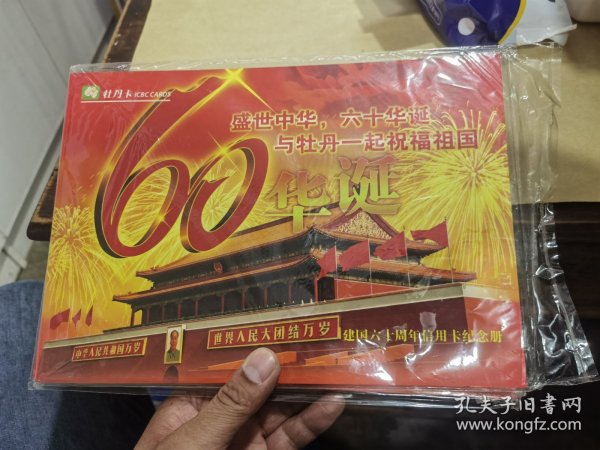 牡丹卡 ICBC CARDS
60
华诞
盛世中华，六十华诞
与牡丹一起祝福祖国
中华人民共和国万岁
世界人民大团结万岁
建国六十周年信用卡纪念册
孔夫子旧书网
www.kongfz.com